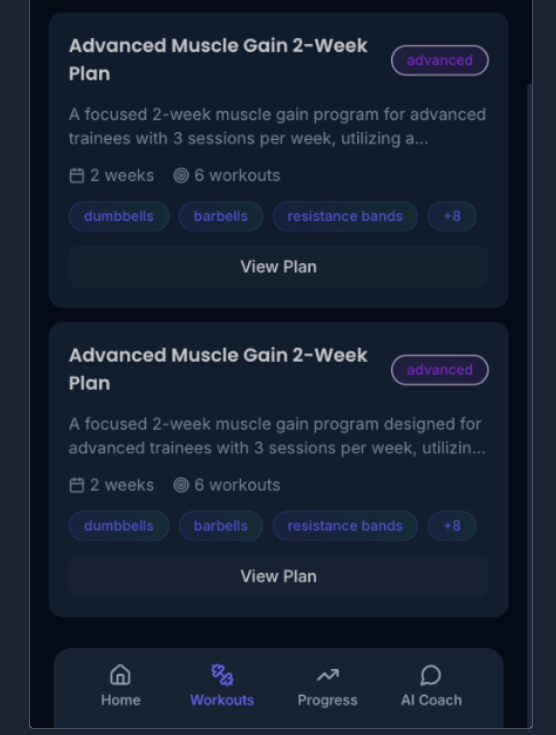 Advanced Muscle Gain 2-Week
Plan
advanced
A focused 2-week muscle gain program for advanced
trainees with 3 sessions per week, utilizing a...
2 weeks 6 workouts
dumbbells barbells resistance bands +8
View Plan
Advanced Muscle Gain 2-Week
Plan
advanced
A focused 2-week muscle gain program designed for
advanced trainees with 3 sessions per week, utilizin...
2 weeks 6 workouts
dumbbells barbells resistance bands +8
View Plan
Home Workouts Progress AI Coach